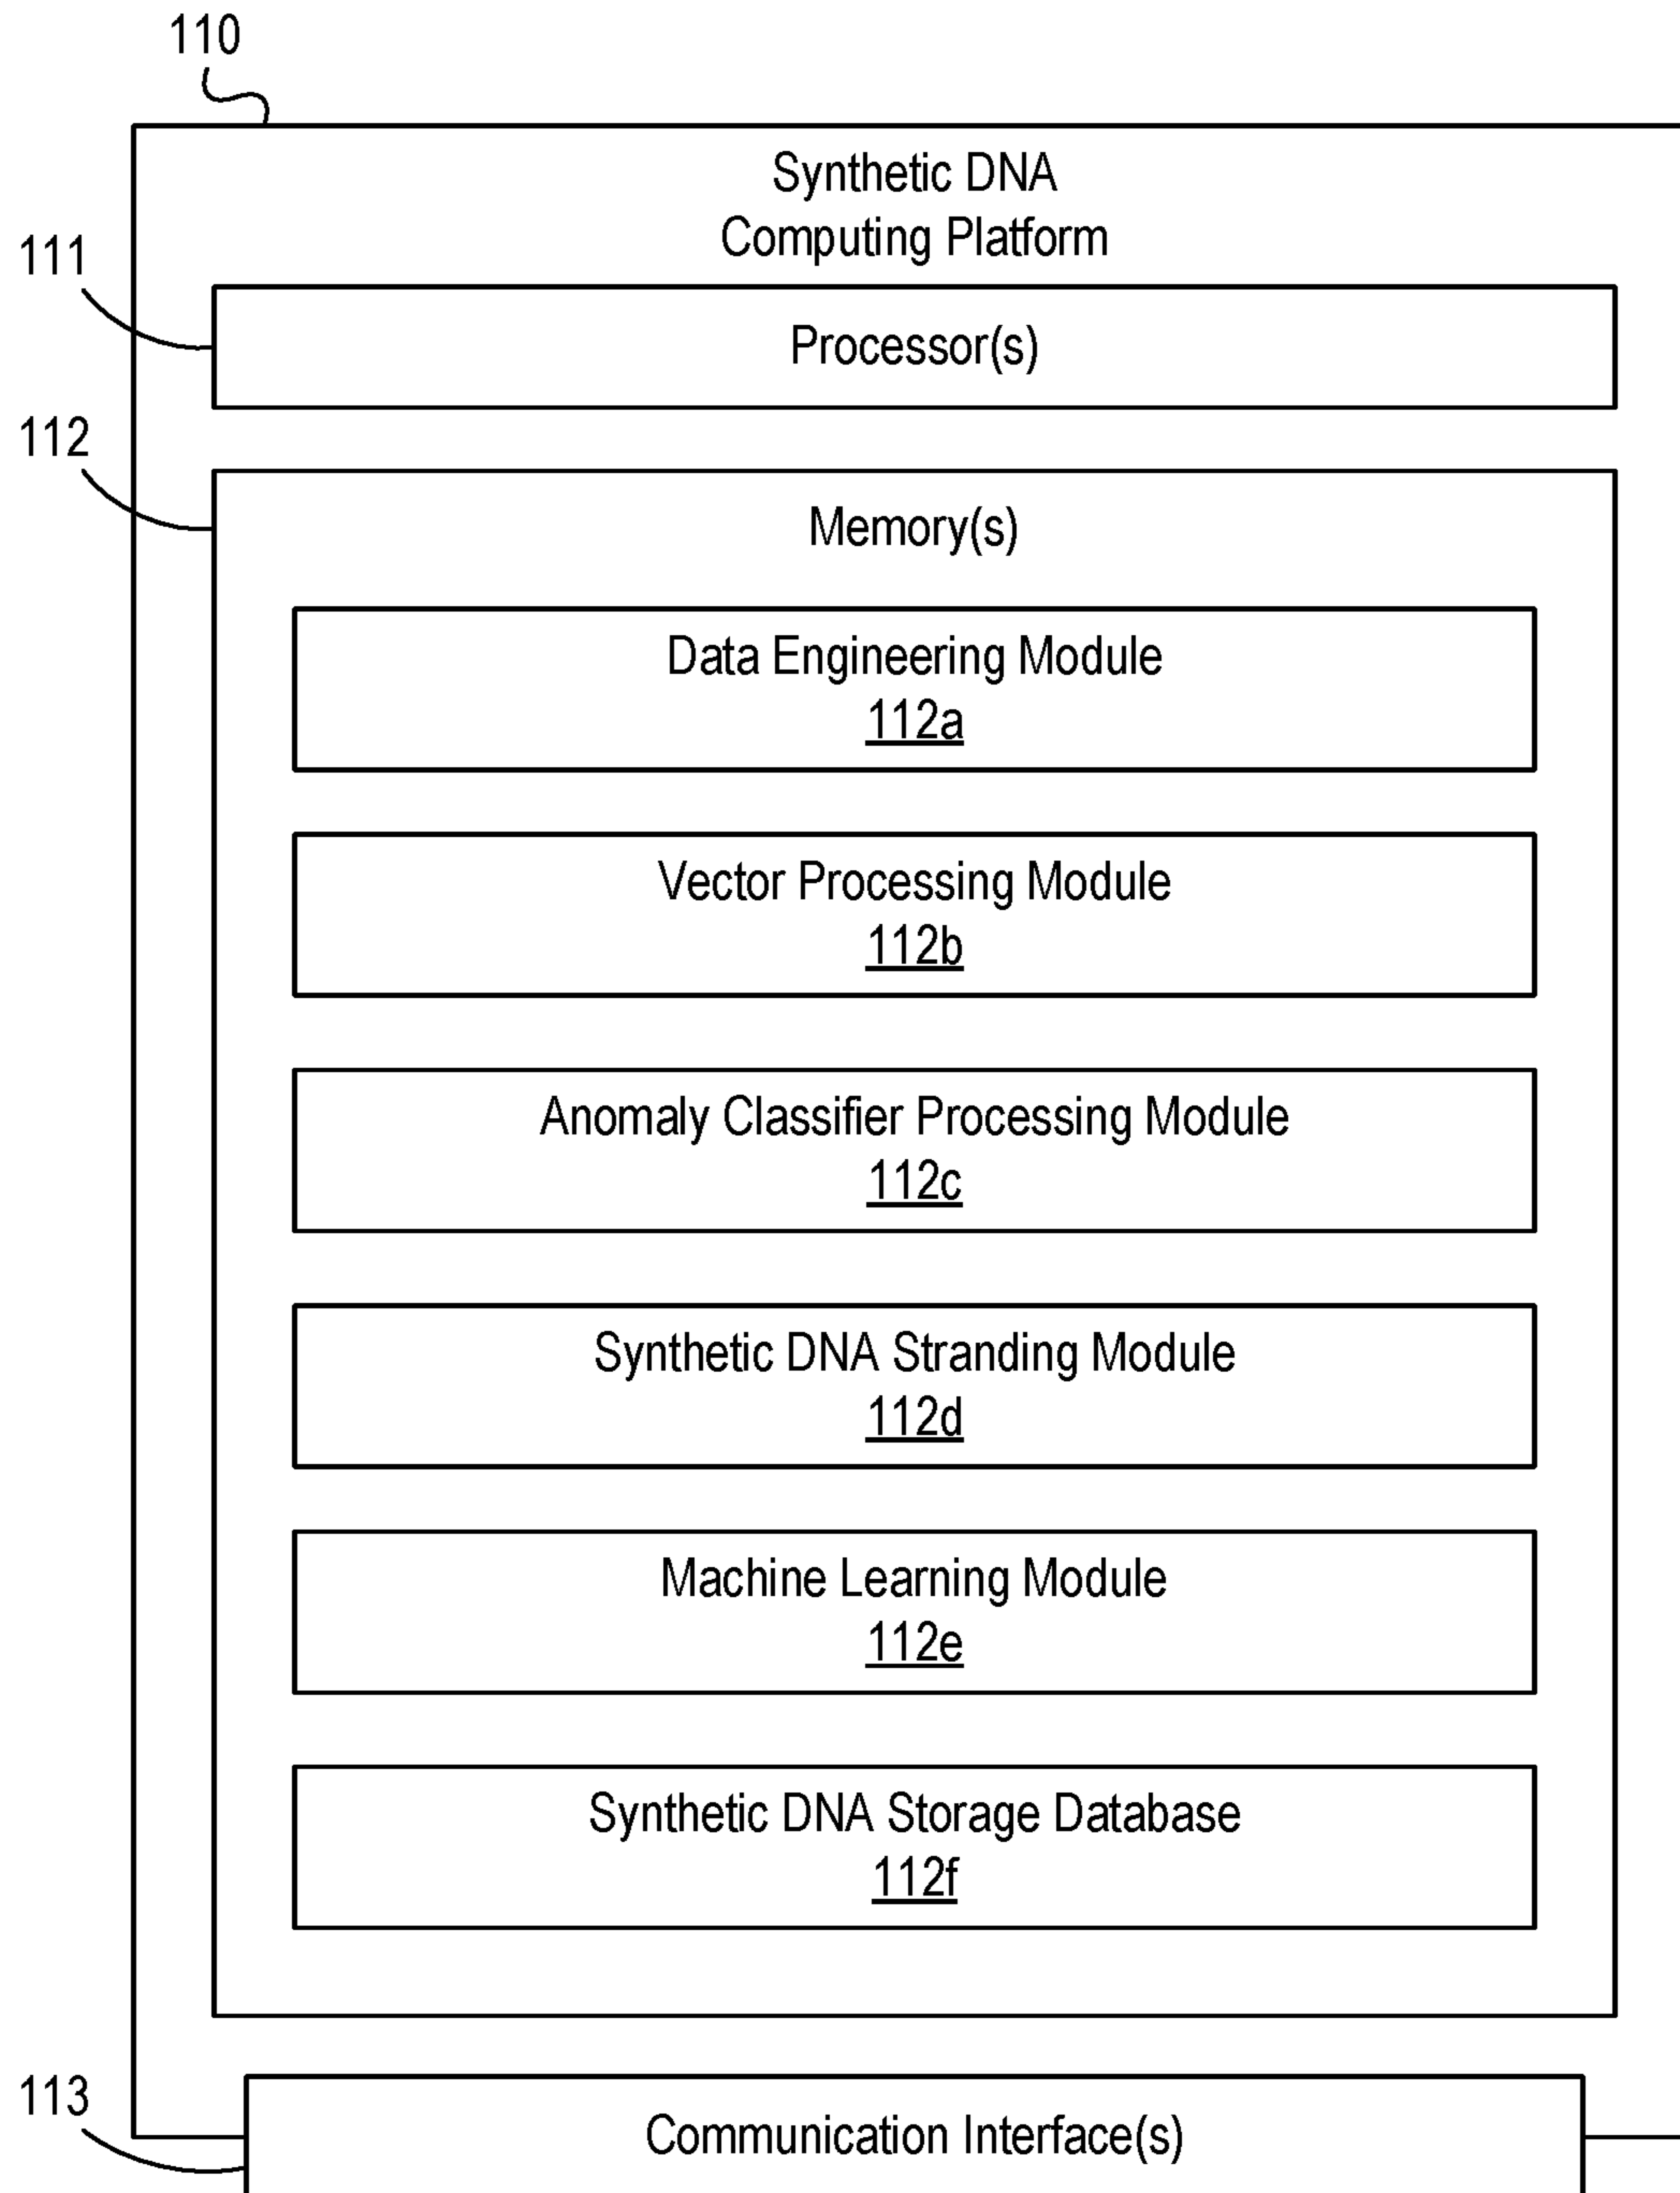 110
Synthetic DNA
Computing Platform
111
Processor(s)
112
Memory(s)
Data Engineering Module
112a
Vector Processing Module
112b
Anomaly Classifier Processing Module
112c
Synthetic DNA Stranding Module
112d
Machine Learning Module
112e
Synthetic DNA Storage Database
112f
113
Communication Interface(s)